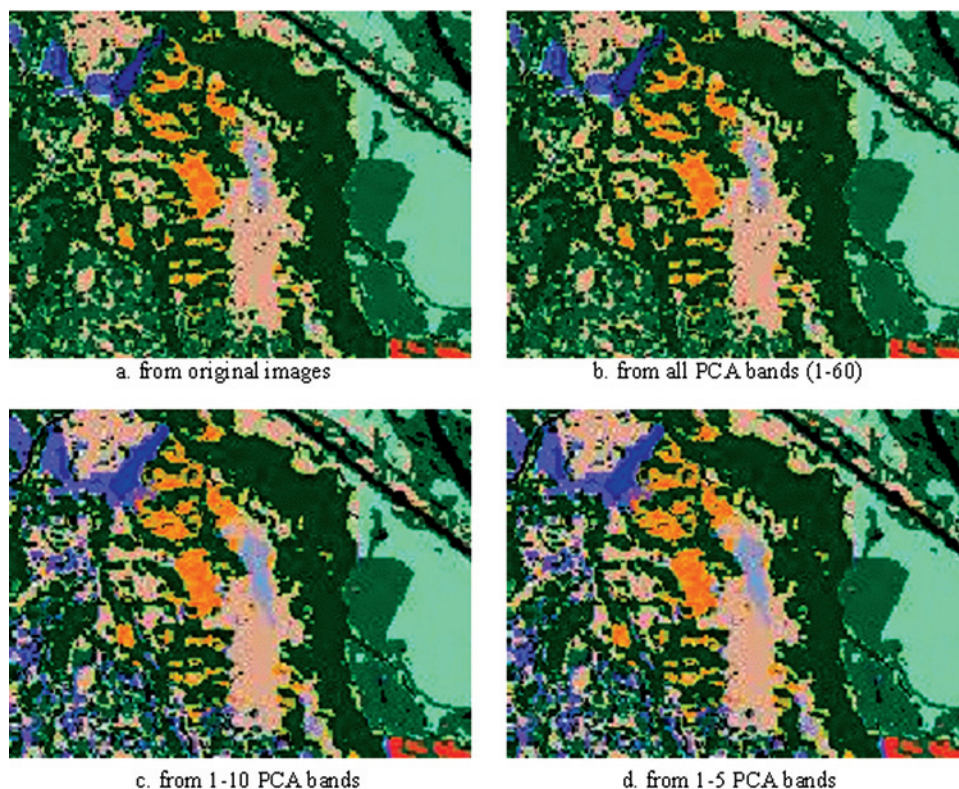 a. from original images
b. from all PCA bands (1-60)
c. from 1-10 PCA bands
d. from 1-5 PCA bands